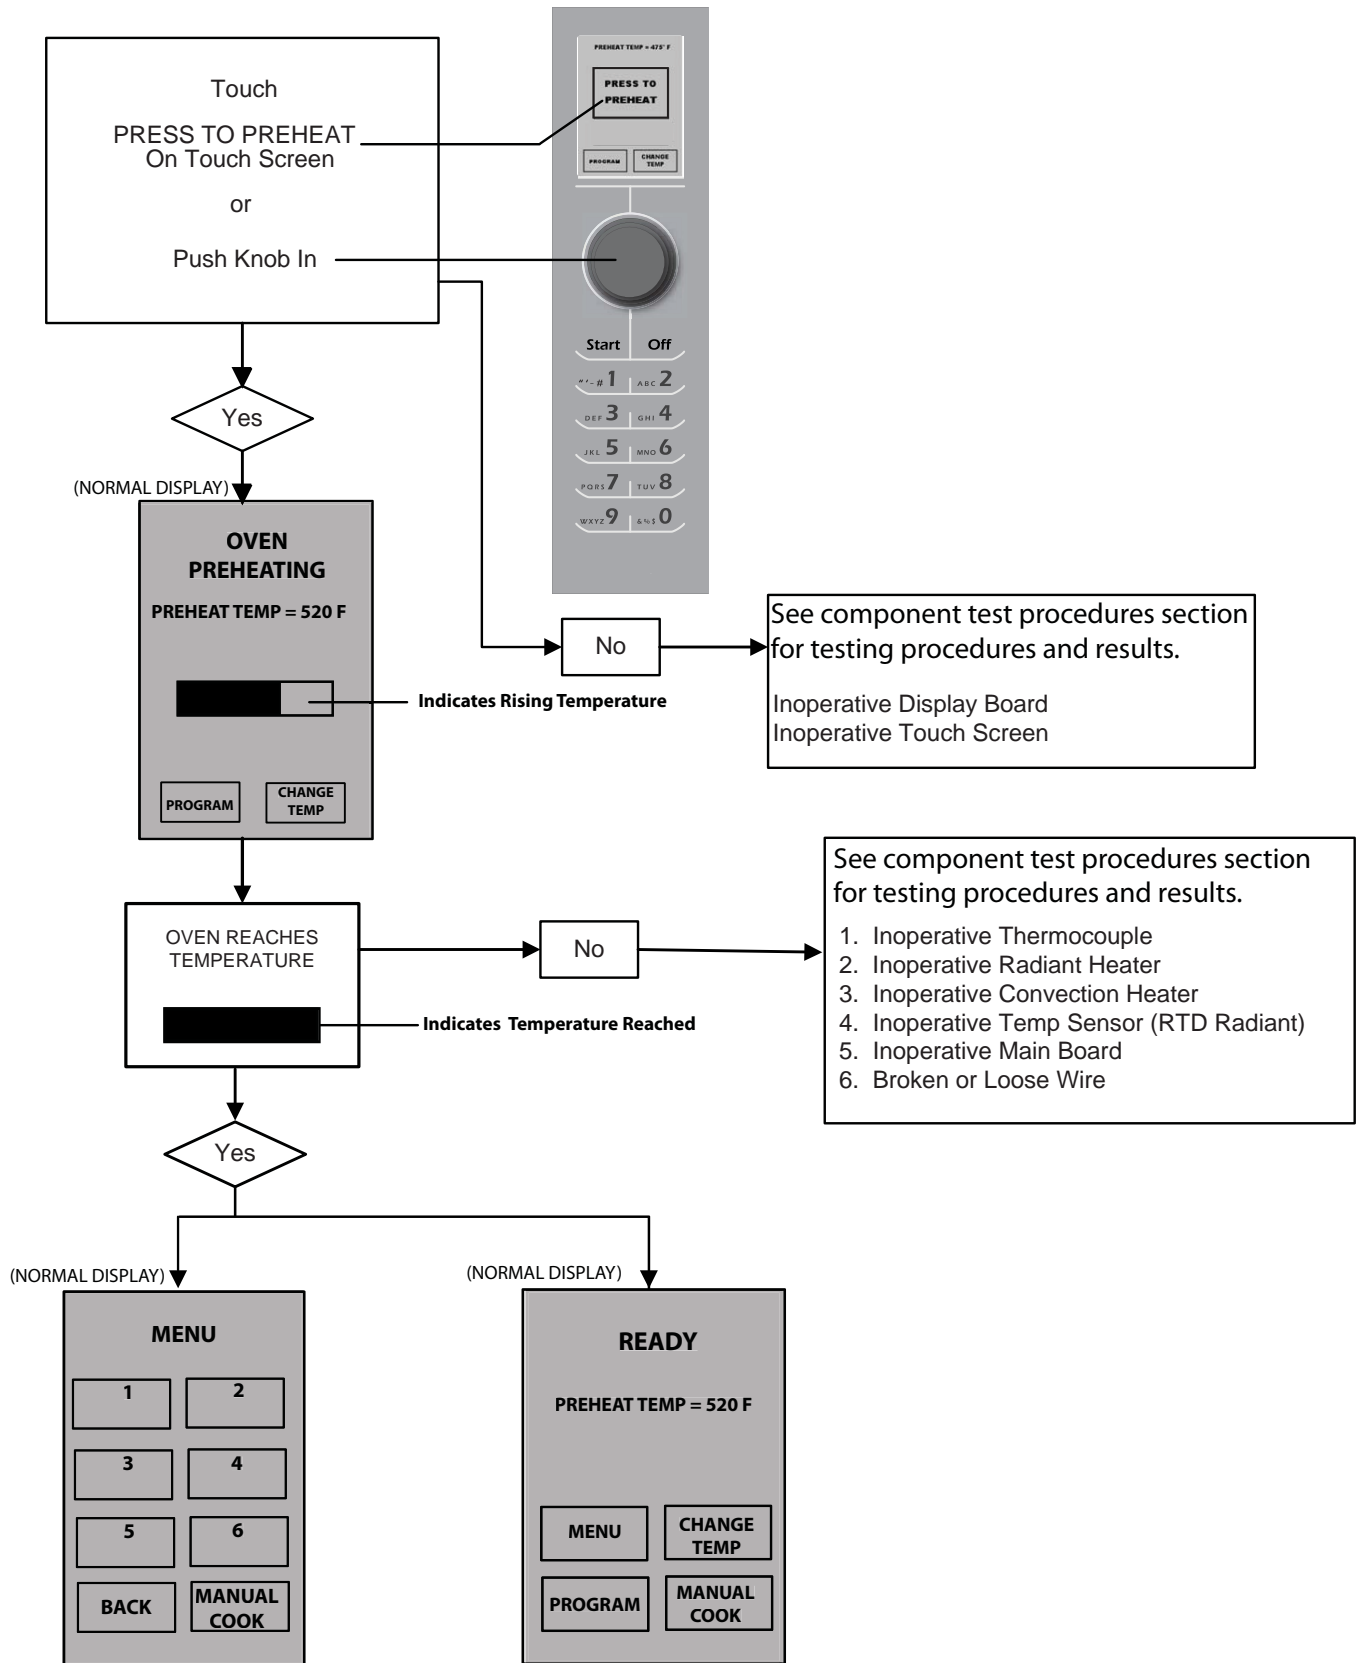 Touch
PRESS TO PREHEAT
On Touch Screen
or
Push Knob In
PREHEAT TEMP = 475° F
PRESS TO
PREHEAT
PROGRAM
CHANGE
TEMP
Start Off
"'-# 1 ABC 2
DEF 3 GHI 4
JKL 5 MNO 6
PQRS 7 TUV 8
WXYZ 9 &%$ 0
Yes
(NORMAL DISPLAY)
OVEN
PREHEATING
PREHEAT TEMP = 520 F
Indicates Rising Temperature
PROGRAM
CHANGE
TEMP
No
See component test procedures section
for testing procedures and results.
Inoperative Display Board
Inoperative Touch Screen
OVEN REACHES
TEMPERATURE
Indicates Temperature Reached
No
See component test procedures section
for testing procedures and results.
1. Inoperative Thermocouple
2. Inoperative Radiant Heater
3. Inoperative Convection Heater
4. Inoperative Temp Sensor (RTD Radiant)
5. Inoperative Main Board
6. Broken or Loose Wire
Yes
(NORMAL DISPLAY)
MENU
1 2
3 4
5 6
BACK
MANUAL
COOK
(NORMAL DISPLAY)
READY
PREHEAT TEMP = 520 F
MENU
CHANGE
TEMP
PROGRAM
MANUAL
COOK